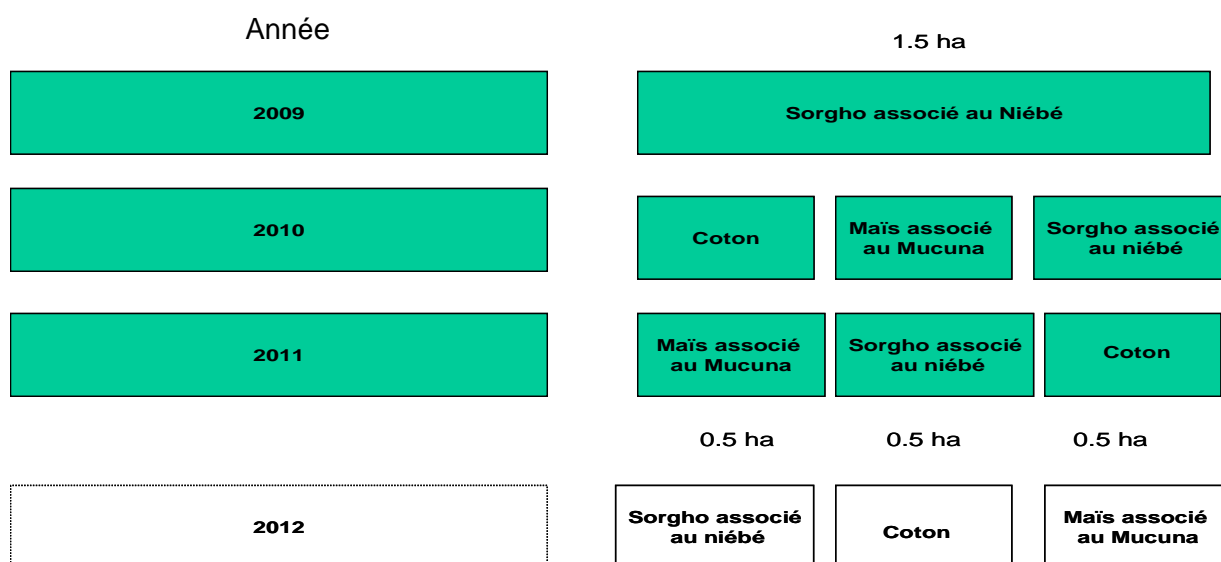 Année
1.5 ha
2009
Sorgho associé au Niébé
2010
Coton
Maïs associé
au Mucuna
Sorgho associé
au niébé
2011
Maïs associé
au Mucuna
Sorgho associé
au niébé
Coton
0.5 ha
0.5 ha
0.5 ha
2012
Sorgho associé
au niébé
Coton
Maïs associé
au Mucuna